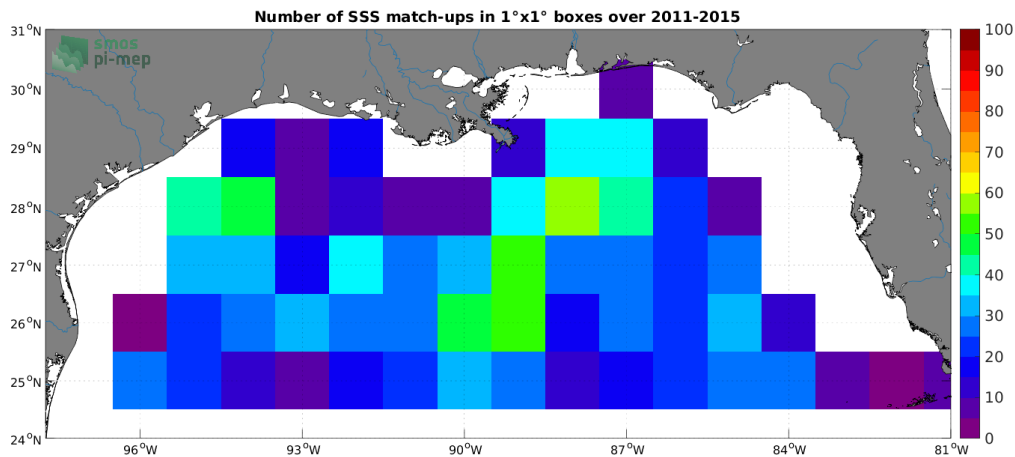 Number of SSS match-ups in 1°x1° boxes over 2011-2015
smos
pi-mep
31°N
30°N
29°N
28°N
27°N
26°N
25°N
24°N
96°W
93°W
90°W
87°W
84°W
81°W
100
90
80
70
60
50
40
30
20
10
0